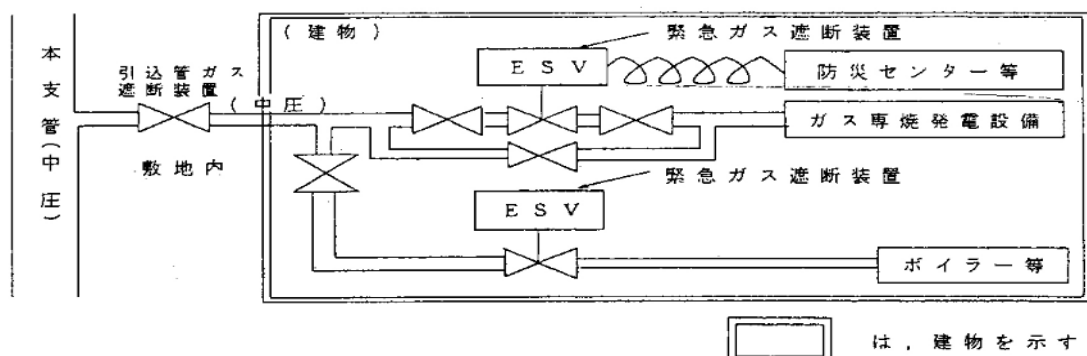 本支管(中圧)
引込管ガス
遮断装置
(中圧)
敷地内
(建物)
緊急ガス遮断装置
ESV
防災センター等
ガス専焼発電設備
緊急ガス遮断装置
ESV
ボイラー等
は,建物を示す